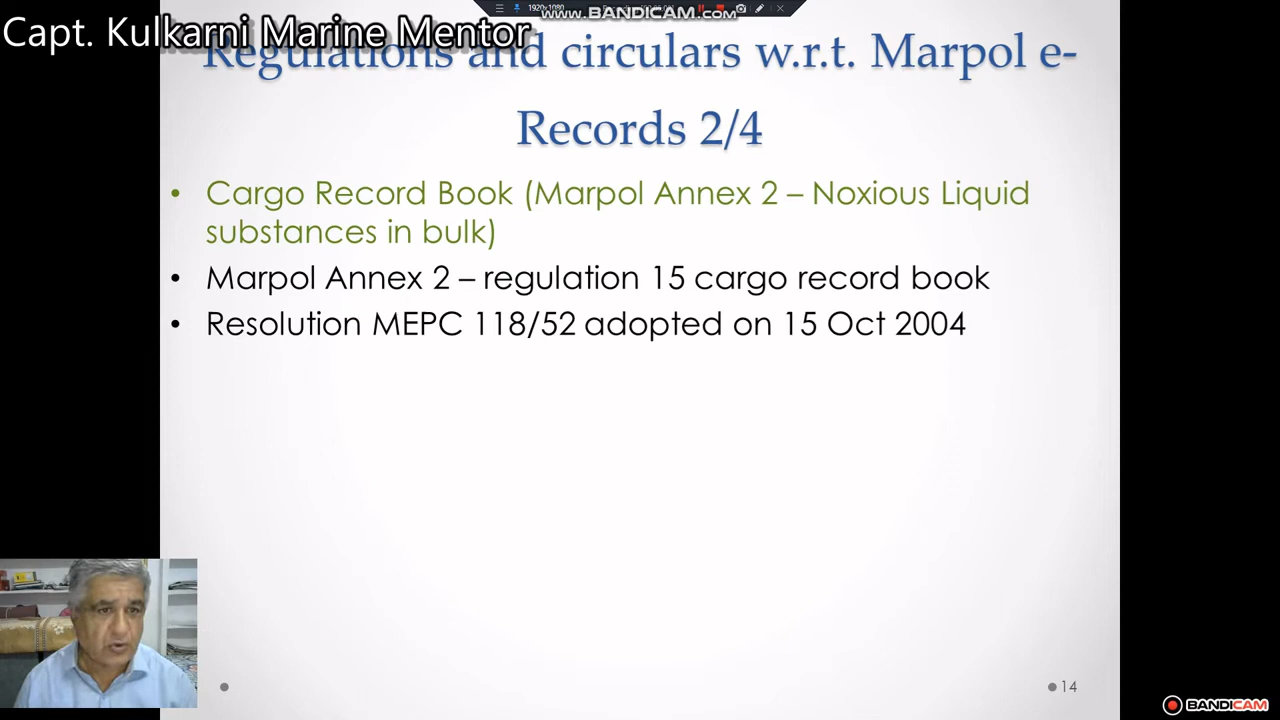 1920x1080
www.BANDICAM.com
Capt. Kulkarni Marine Mentor
Regulations and circulars w.r.t. Marpol e-
Records 2/4
• Cargo Record Book (Marpol Annex 2 – Noxious Liquid
substances in bulk)
• Marpol Annex 2 – regulation 15 cargo record book
• Resolution MEPC 118/52 adopted on 15 Oct 2004
14
BANDICAM